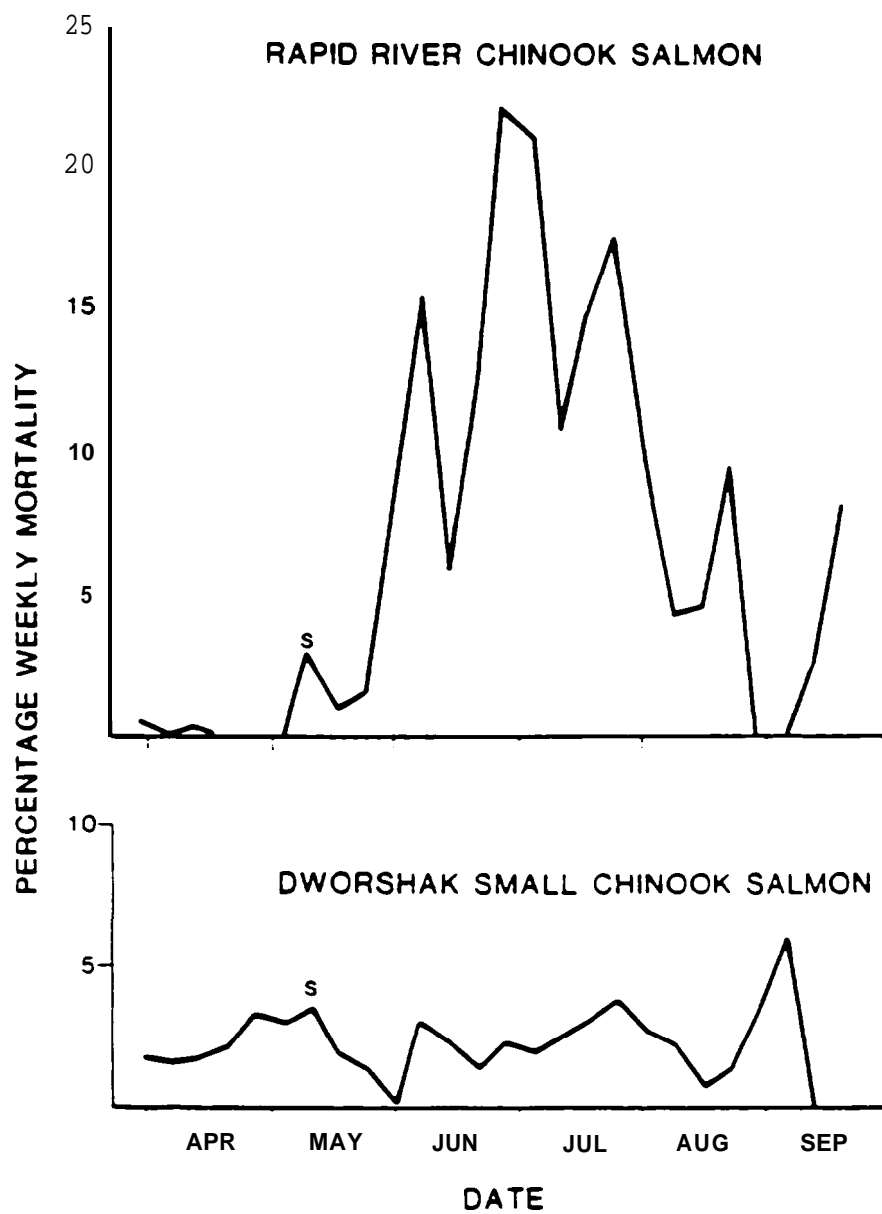 25
RAPID RIVER CHINOOK SALMON
20
15
10
5
S
PERCENTAGE WEEKLY MORTALITY
10
DWORSHAK SMALL CHINOOK SALMON
5
S
APR MAY JUN JUL AUG SEP
DATE